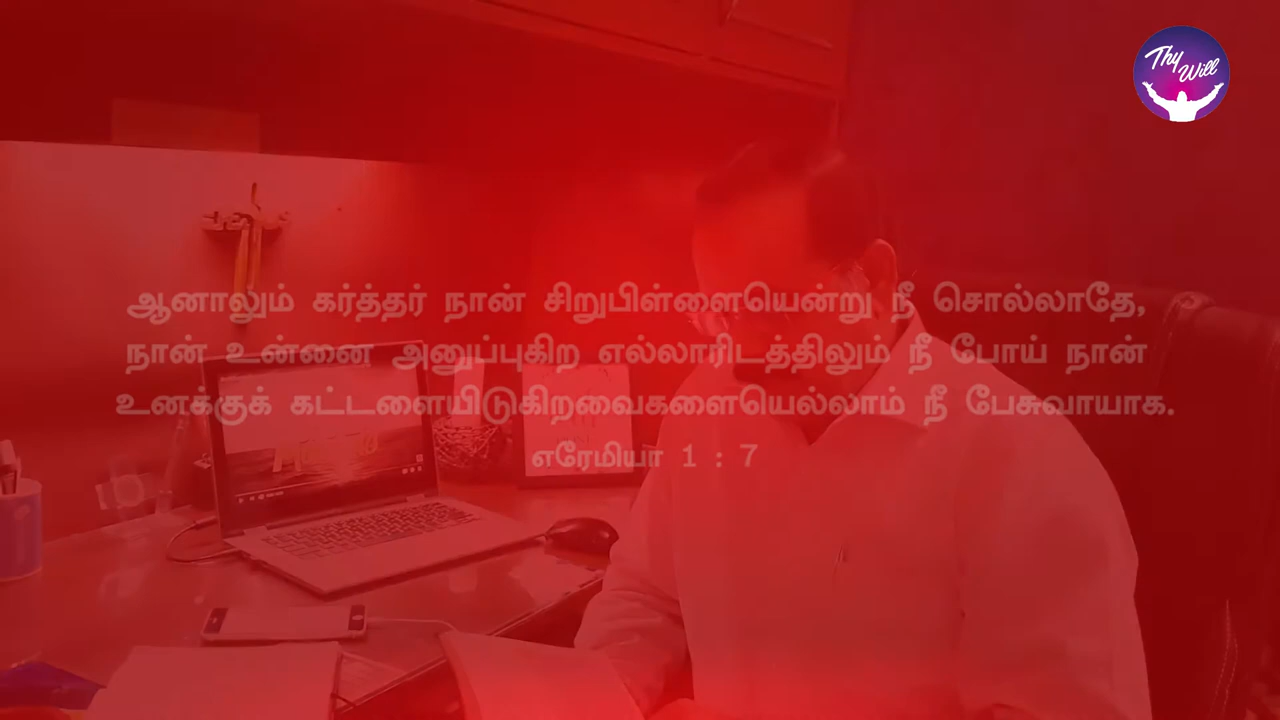 Thy
Will
ஆனாலும் கர்த்தர் நான் சிறுபிள்ளையென்று நீ சொல்லாதே,
நான் உன்னை அனுப்புகிற எல்லாரிடத்திலும் நீ போய் நான்
உனக்குக் கட்டளையிடுகிறவைகளையெல்லாம் நீ பேசுவாயாக.
எரேமியா 1 : 7